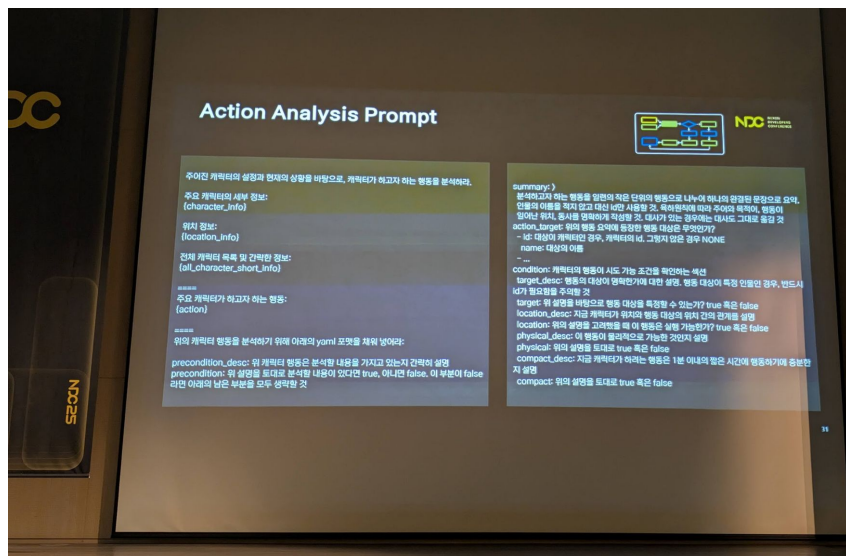 Action Analysis Prompt
NDC
NEXON
DEVELOPERS
CONFERENCE
주어진 캐릭터의 설정과 현재의 상황을 바탕으로, 캐릭터가 하고자 하는 행동을 분석하라.
주요 캐릭터의 세부 정보:
{character_info}
위치 정보:
{location_info}
전체 캐릭터 목록 및 간략한 정보:
{all_character_short_info}
====
주요 캐릭터가 하고자 하는 행동:
{action}
====
위의 캐릭터 행동을 분석하기 위해 아래의 yaml 포맷을 채워 넣어라:
precondition_desc: 위 캐릭터 행동은 분석할 내용을 가지고 있는지 간략히 설명
precondition: 위 설명을 토대로 분석할 내용이 있다면 true, 아니면 false. 이 부분이 false
라면 아래의 남은 부분을 모두 생략할 것
summary: }
분석하고자 하는 행동을 일련의 작은 단위의 행동으로 나누어 하나의 완결된 문장으로 요약.
인물의 이름을 적지 않고 대신 id만 사용할 것. 육하원칙에 따라 주어와 목적어, 행동이
일어난 위치, 동사를 명확하게 작성할 것. 대사가 있는 경우에는 대사도 그대로 옮길 것
action_target: 위의 행동 요약에 등장한 행동 대상은 무엇인가?
- id: 대상이 캐릭터인 경우, 캐릭터의 id. 그렇지 않은 경우 NONE
name: 대상의 이름
- ...
condition: 캐릭터의 행동이 시도 가능 조건을 확인하는 섹션
target_desc: 행동의 대상이 명확한가에 대한 설명. 행동 대상이 특정 인물인 경우, 반드시
id가 필요함을 주의할 것
target: 위 설명을 바탕으로 행동 대상을 특정할 수 있는가? true 혹은 false
location_desc: 지금 캐릭터가 위치와 행동 대상의 위치 간의 관계를 설명
location: 위의 설명을 고려했을 때 이 행동은 실행 가능한가? true 혹은 false
physical_desc: 이 행동이 물리적으로 가능한 것인지 설명
physical: 위의 설명을 토대로 true 혹은 false
compact_desc: 지금 캐릭터가 하려는 행동은 1분 이내의 짧은 시간에 행동하기에 충분한
지 설명
compact: 위의 설명을 토대로 true 혹은 false
31
NDC25